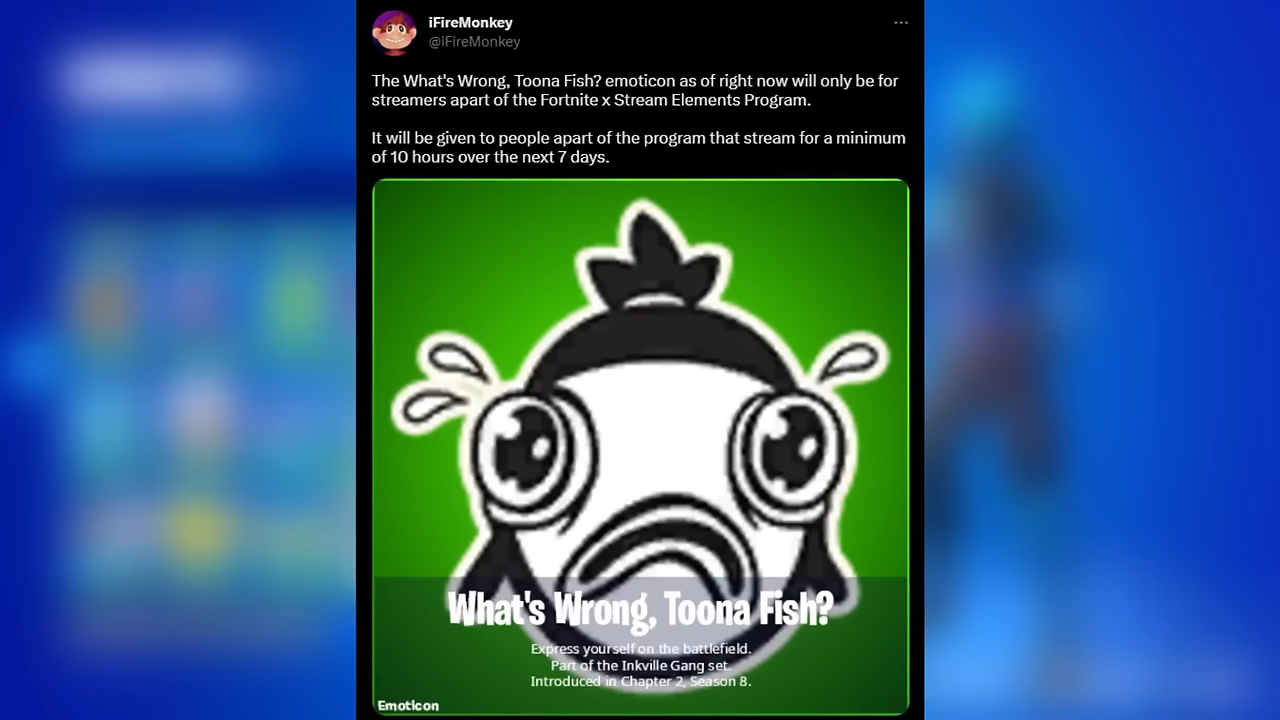 iFireMonkey
@iFireMonkey
The What's Wrong, Toona Fish? emoticon as of right now will only be for
streamers apart of the Fortnite x Stream Elements Program.
It will be given to people apart of the program that stream for a minimum
of 10 hours over the next 7 days.
What's Wrong, Toona Fish?
Express yourself on the battlefield.
Part of the Inkville Gang set.
Introduced in Chapter 2, Season 8.
Emoticon